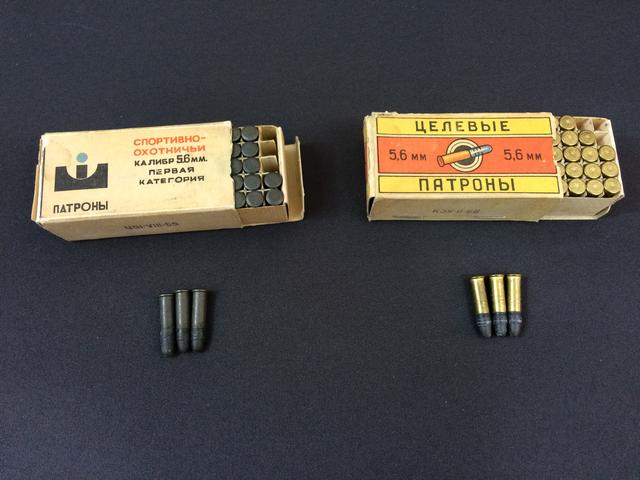 СПОРТИВНО-
ОХОТНИЧЬИ
КАЛИБР 5,6 ММ.
ПЕРВАЯ
КАТЕГОРИЯ
ПАТРОНЫ
ЦЕЛЕВЫЕ
5,6 мм 5,6 мм
ПАТРОНЫ